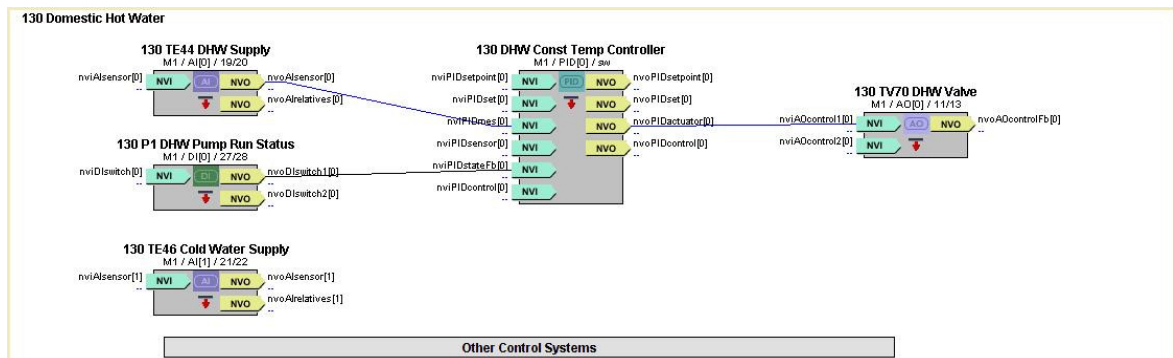 130 Domestic Hot Water
130 TE44 DHW Supply
M1 / AI[0] / 19/20
nviAIsensor[0] NVI AI NVO nvoAIsensor[0]
NVO nvoAIrelatives[0]
130 P1 DHW Pump Run Status
M1 / DI[0] / 27/28
nviDIswitch[0] NVI DI NVO nvoDIswitch1[0]
NVO nvoDIswitch2[0]
130 TE46 Cold Water Supply
M1 / AI[1] / 21/22
nviAIsensor[1] NVI AI NVO nvoAIsensor[1]
NVO nvoAIrelatives[1]
130 DHW Const Temp Controller
M1 / PID[0] / sw
nviPIDsetpoint[0] NVI PID NVO nvoPIDsetpoint[0]
nviPIDset[0] NVI NVO nvoPIDset[0]
nviPIDmes[0] NVI NVO nvoPIDactuator[0]
nviPIDsensor[0] NVI NVO nvoPIDcontrol[0]
nviPIDstateFb[0] NVI
nviPIDcontrol[0] NVI
130 TV70 DHW Valve
M1 / AO[0] / 11/13
nviAOcontrol1[0] NVI AO NVO nvoAOcontrolFb[0]
nviAOcontrol2[0] NVI
Other Control Systems